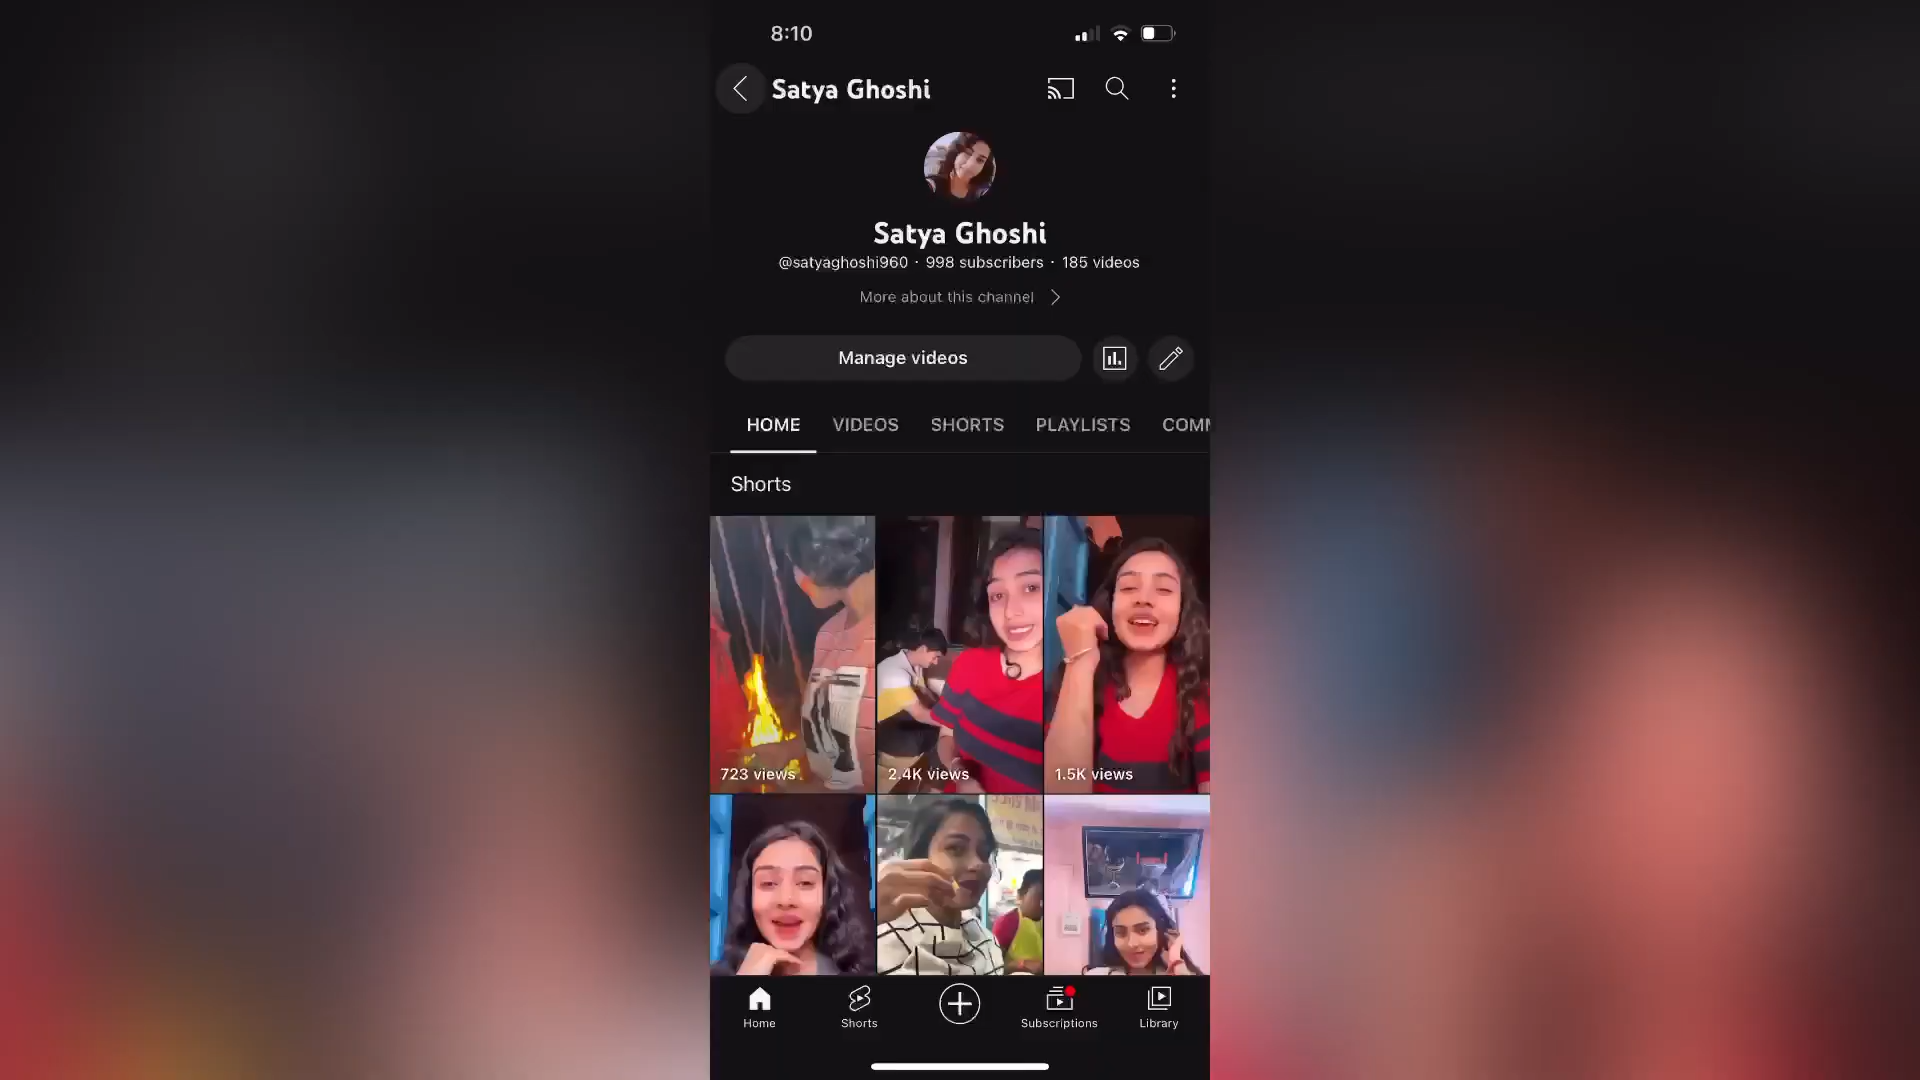 8:10
Satya Ghoshi
Satya Ghoshi
@satyaghoshi960 · 998 subscribers · 185 videos
More about this channel
Manage videos
HOME VIDEOS SHORTS PLAYLISTS COMM
Shorts
723 views 2.4K views 1.5K views
Home Shorts Subscriptions Library